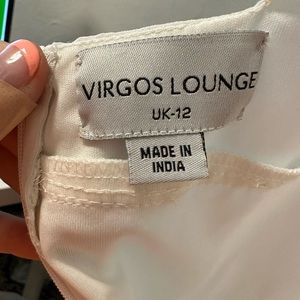 VIRGOS LOUNGE
UK-12
MADE IN
INDIA